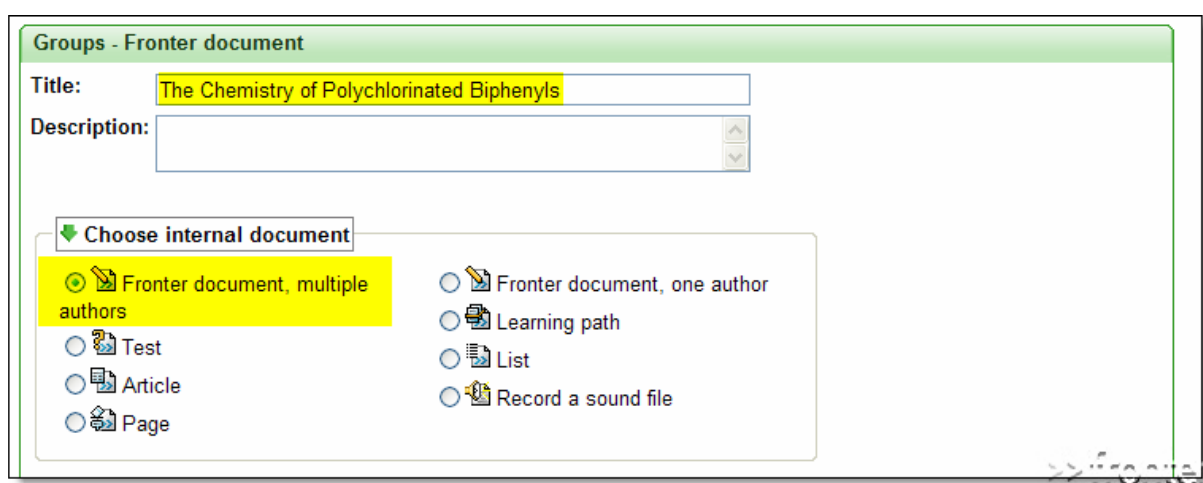 Groups - Fronter document
Title:
The Chemistry of Polychlorinated Biphenyls
Description:
Choose internal document
Fronter document, multiple
authors
Test
Article
Page
Fronter document, one author
Learning path
List
Record a sound file